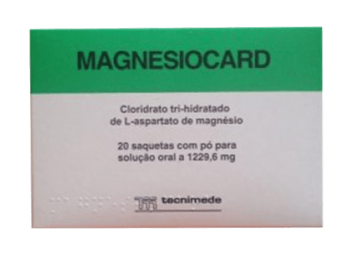 MAGNESIOCARD
Cloridrato tri-hidratado
de L-aspartato de magnésio
20 saquetas com pó para
solução oral a 1229,6 mg
tecnimede